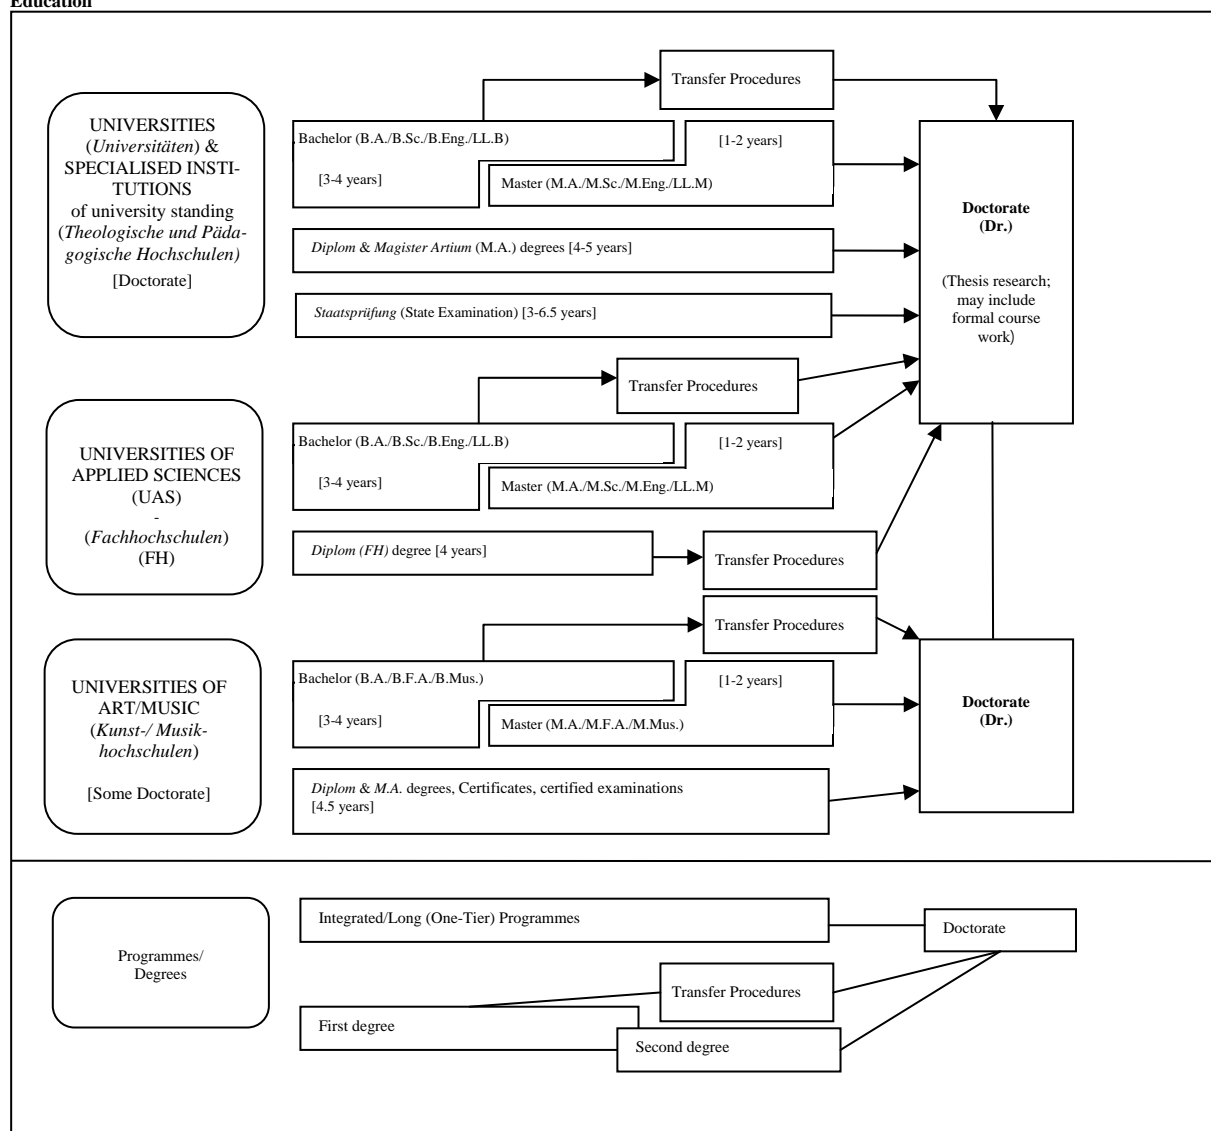 Education
Transfer Procedures
UNIVERSITIES
(Universitäten) &
SPECIALISED INSTI-
TUTIONS
of university standing
(Theologische und Päda-
gogische Hochschulen)
[Doctorate]
Bachelor (B.A./B.Sc./B.Eng./LL.B)
[1-2 years]
[3-4 years]
Master (M.A./M.Sc./M.Eng./LL.M)
Diplom & Magister Artium (M.A.) degrees [4-5 years]
Staatsprüfung (State Examination) [3-6.5 years]
Doctorate
(Dr.)
(Thesis research;
may include
formal course
work)
Transfer Procedures
UNIVERSITIES OF
APPLIED SCIENCES
(UAS)
-
(Fachhochschulen)
(FH)
Bachelor (B.A./B.Sc./B.Eng./LL.B)
[1-2 years]
[3-4 years]
Master (M.A./M.Sc./M.Eng./LL.M)
Diplom (FH) degree [4 years]
Transfer Procedures
Transfer Procedures
UNIVERSITIES OF
ART/MUSIC
(Kunst-/ Musik-
hochschulen)
[Some Doctorate]
Bachelor (B.A./B.F.A./B.Mus.)
[1-2 years]
[3-4 years]
Master (M.A./M.F.A./M.Mus.)
Diplom & M.A. degrees, Certificates, certified examinations
[4.5 years]
Doctorate
(Dr.)
Programmes/
Degrees
Integrated/Long (One-Tier) Programmes
Doctorate
Transfer Procedures
First degree
Second degree